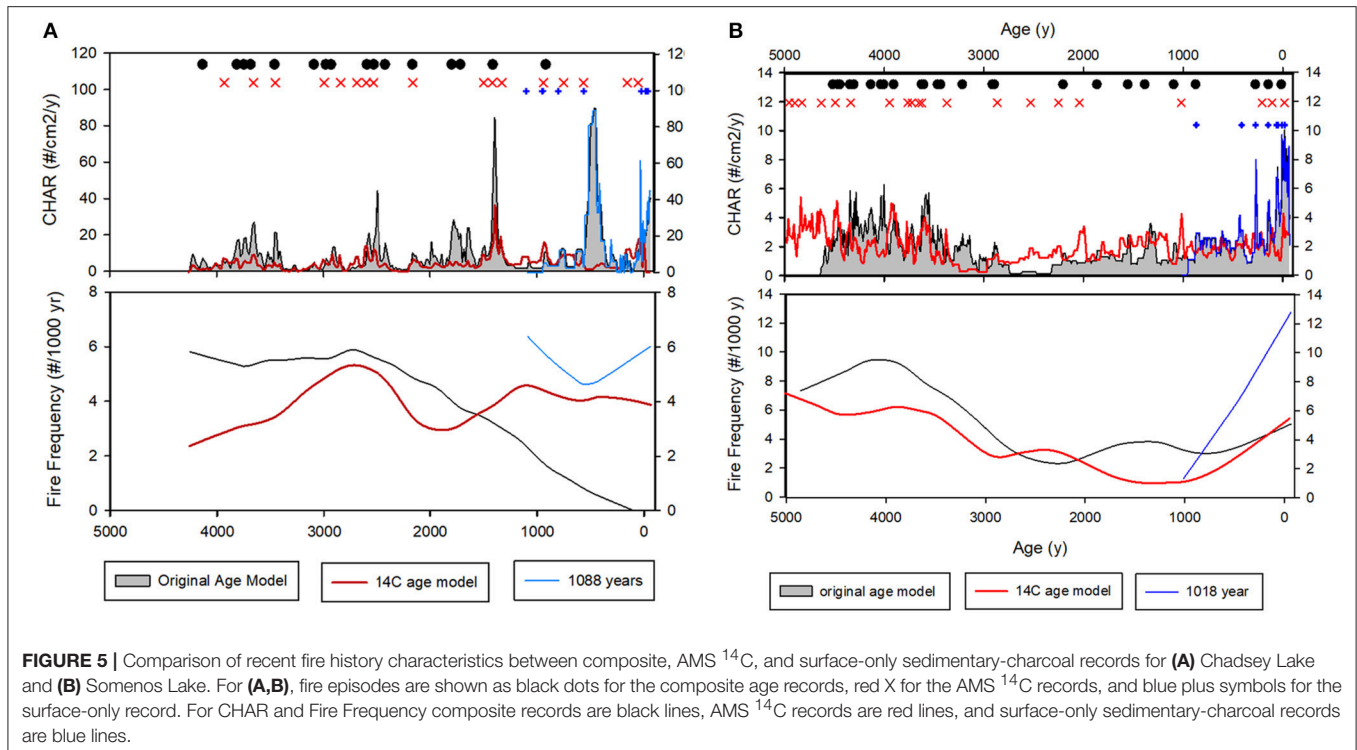 A
120
100
80
60
40
20
0
CHAR (#/cm2/y)
12
10
80
60
40
20
0
8
6
4
2
0
Fire Frequency (#/1000 yr)
8
6
4
2
0
5000 4000 3000 2000 1000 0
Original Age Model
14C age model
1088 years
B
Age (y)
5000 4000 3000 2000 1000 0
14
12
10
8
6
4
2
0
CHAR (#/cm2/y)
14
12
10
8
6
4
2
0
14
12
10
8
6
4
2
0
Fire Frequency (#/1000 y)
14
12
10
8
6
4
2
0
5000 4000 3000 2000 1000 0
Age (y)
original age model
14C age model
1018 year
FIGURE 5 | Comparison of recent fire history characteristics between composite, AMS ¹⁴C, and surface-only sedimentary-charcoal records for (A) Chadsey Lake
and (B) Somenos Lake. For (A,B), fire episodes are shown as black dots for the composite age records, red X for the AMS ¹⁴C records, and blue plus symbols for the
surface-only record. For CHAR and Fire Frequency composite records are black lines, AMS ¹⁴C records are red lines, and surface-only sedimentary-charcoal records
are blue lines.